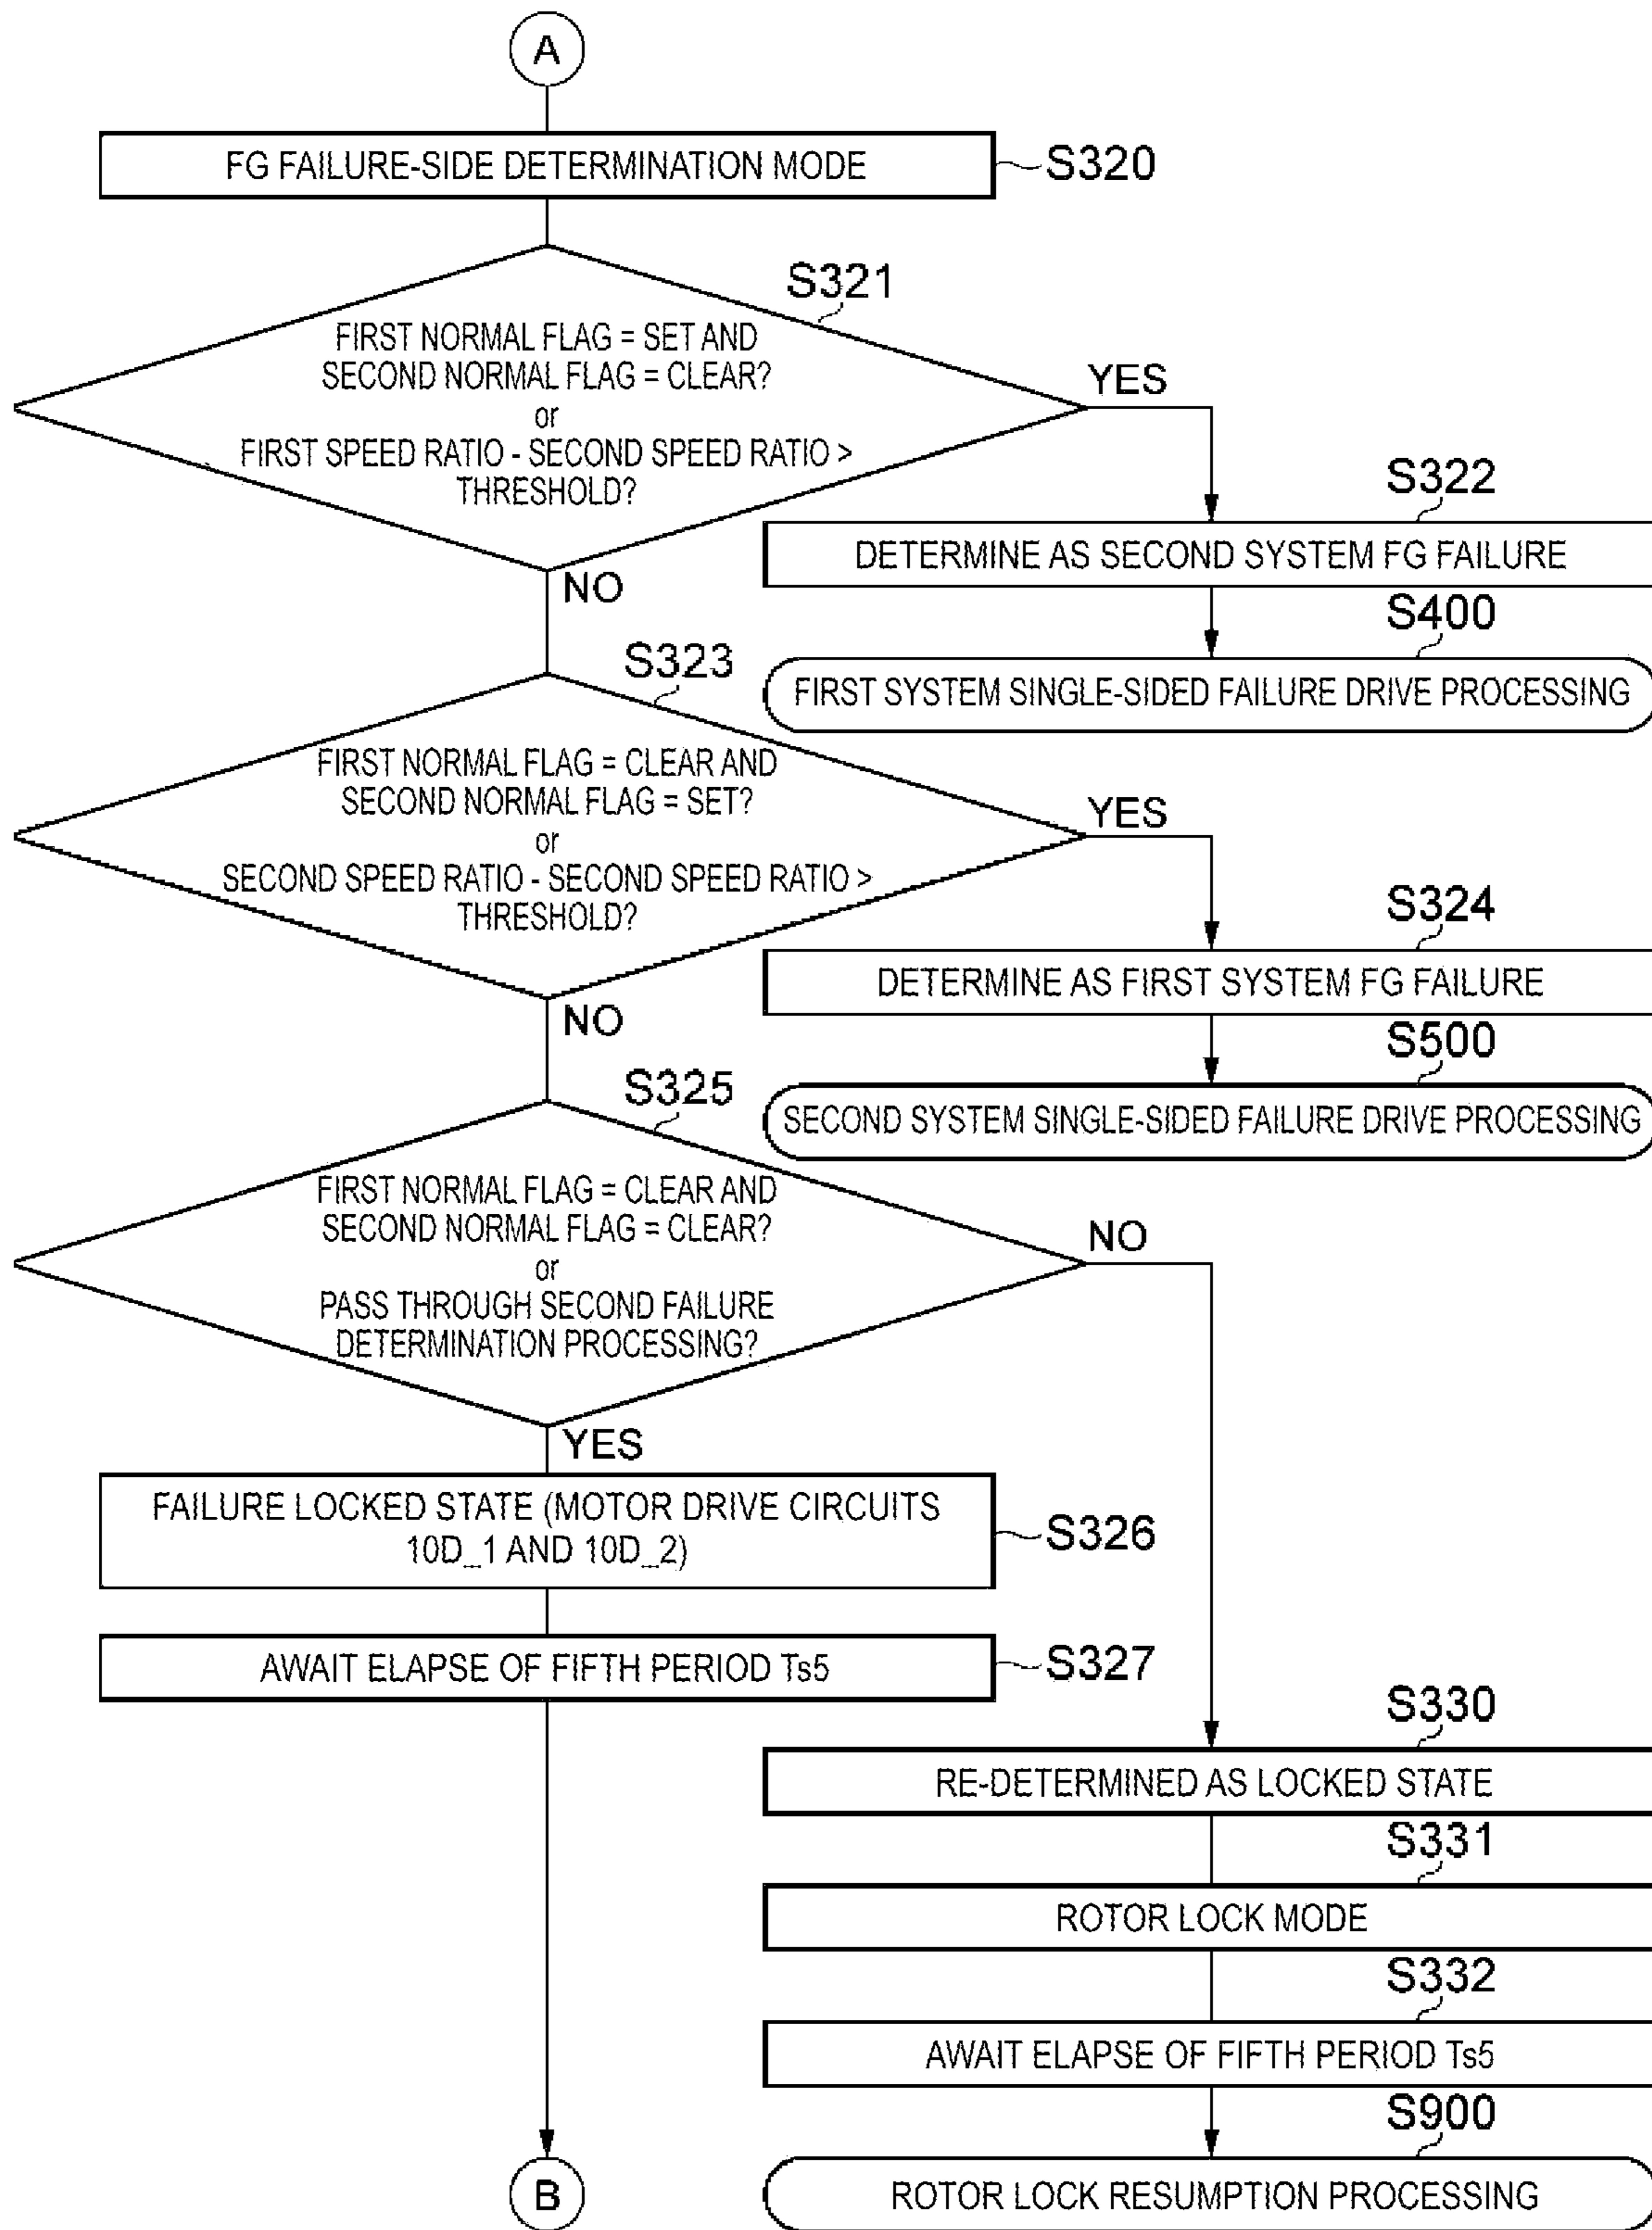 A
FG FAILURE-SIDE DETERMINATION MODE
S320
S321
FIRST NORMAL FLAG = SET AND
SECOND NORMAL FLAG = CLEAR?
or
FIRST SPEED RATIO - SECOND SPEED RATIO >
THRESHOLD?
YES
NO
S322
DETERMINE AS SECOND SYSTEM FG FAILURE
S400
FIRST SYSTEM SINGLE-SIDED FAILURE DRIVE PROCESSING
S323
FIRST NORMAL FLAG = CLEAR AND
SECOND NORMAL FLAG = SET?
or
SECOND SPEED RATIO - SECOND SPEED RATIO >
THRESHOLD?
YES
NO
S324
DETERMINE AS FIRST SYSTEM FG FAILURE
S500
SECOND SYSTEM SINGLE-SIDED FAILURE DRIVE PROCESSING
S325
FIRST NORMAL FLAG = CLEAR AND
SECOND NORMAL FLAG = CLEAR?
or
PASS THROUGH SECOND FAILURE
DETERMINATION PROCESSING?
NO
YES
FAILURE LOCKED STATE (MOTOR DRIVE CIRCUITS
10D_1 AND 10D_2)
S326
AWAIT ELAPSE OF FIFTH PERIOD Ts5
S327
S330
RE-DETERMINED AS LOCKED STATE
S331
ROTOR LOCK MODE
S332
AWAIT ELAPSE OF FIFTH PERIOD Ts5
S900
ROTOR LOCK RESUMPTION PROCESSING
B